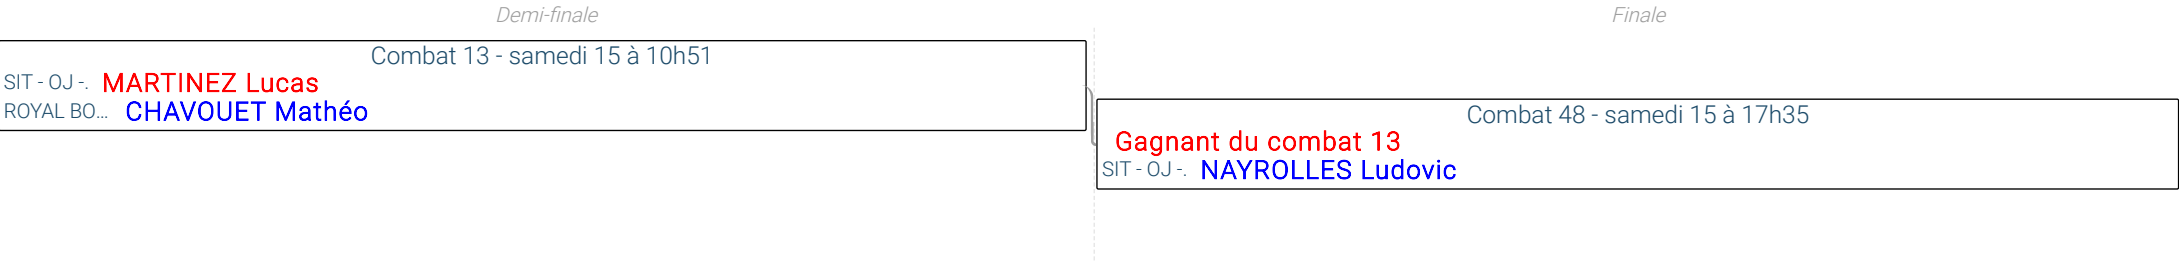 Demi-finale
Combat 13 - samedi 15 à 10h51
SIT - OJ -. MARTINEZ Lucas
ROYAL BO... CHAVOUET Mathéo
Finale
Combat 48 - samedi 15 à 17h35
Gagnant du combat 13
SIT - OJ -. NAYROLLES Ludovic